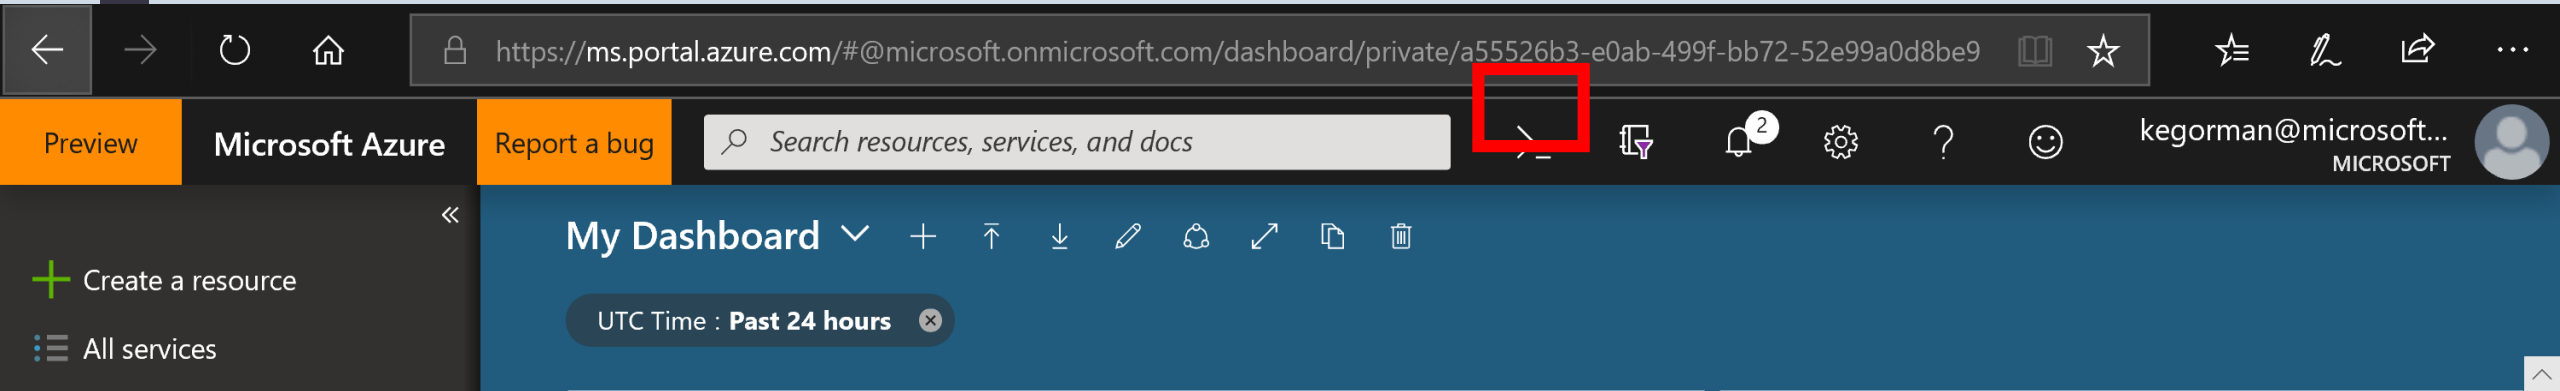 https://ms.portal.azure.com/#@microsoft.onmicrosoft.com/dashboard/private/a55526b3-e0ab-499f-bb72-52e99a0d8be9
Preview
Microsoft Azure
Report a bug
Search resources, services, and docs
2
kegorman@microsoft...
MICROSOFT
My Dashboard
Create a resource
UTC Time : Past 24 hours
All services